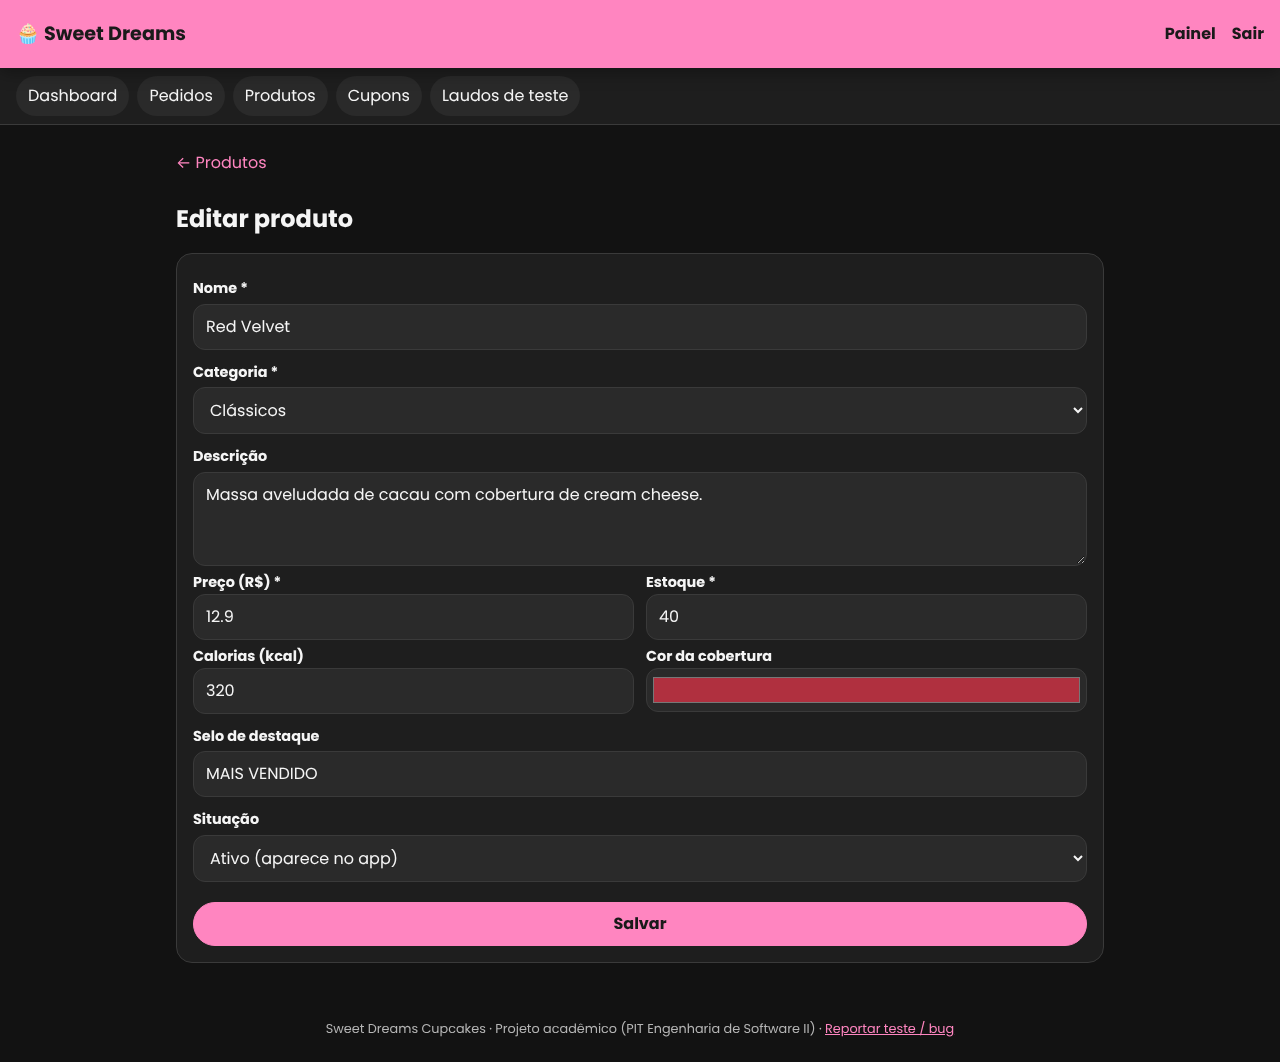 🧁 Sweet Dreams
Painel Sair
Dashboard Pedidos Produtos Cupons Laudos de teste
← Produtos
Editar produto
Nome *
Red Velvet
Categoria *
Clássicos
Descrição
Massa aveludada de cacau com cobertura de cream cheese.
Preço (R$) * Estoque *
12.9 40
Calorias (kcal) Cor da cobertura
320
Selo de destaque
MAIS VENDIDO
Situação
Ativo (aparece no app)
Salvar
Sweet Dreams Cupcakes · Projeto acadêmico (PIT Engenharia de Software II) · Reportar teste / bug